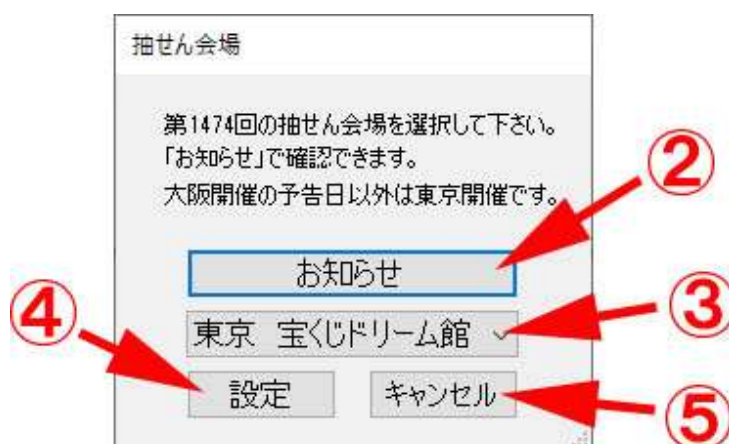 抽せん会場
第1474回の抽せん会場を選択して下さい。
「お知らせ」で確認できます。
大阪開催の予告日以外は東京開催です。
②
お知らせ
③
東京 宝くじドリーム館
④
設定
キャンセル
⑤